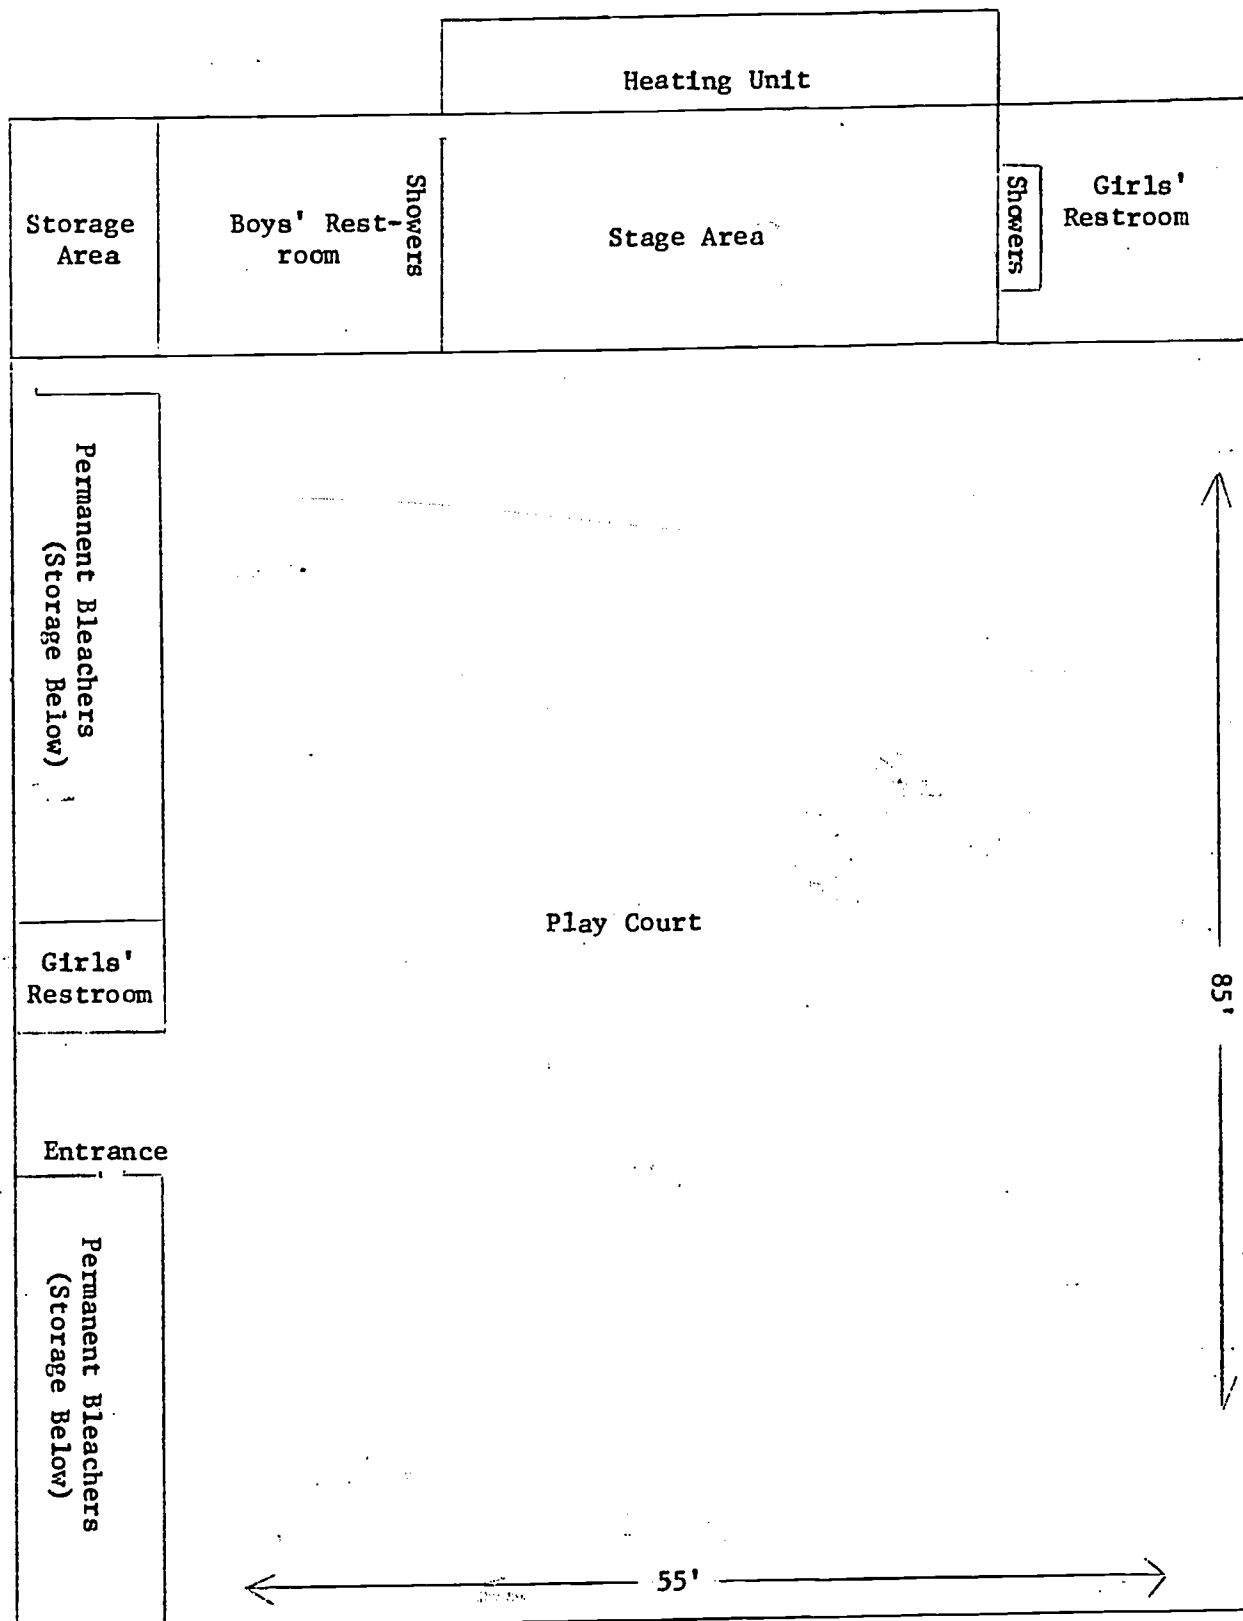 Heating Unit
Storage
Area
Boys' Rest-
room
Showers
Stage Area
Showers
Girls'
Restroom
Permanent Bleachers
(Storage Below)
Play Court
Girls'
Restroom
85'
Entrance
Permanent Bleachers
(Storage Below)
55'